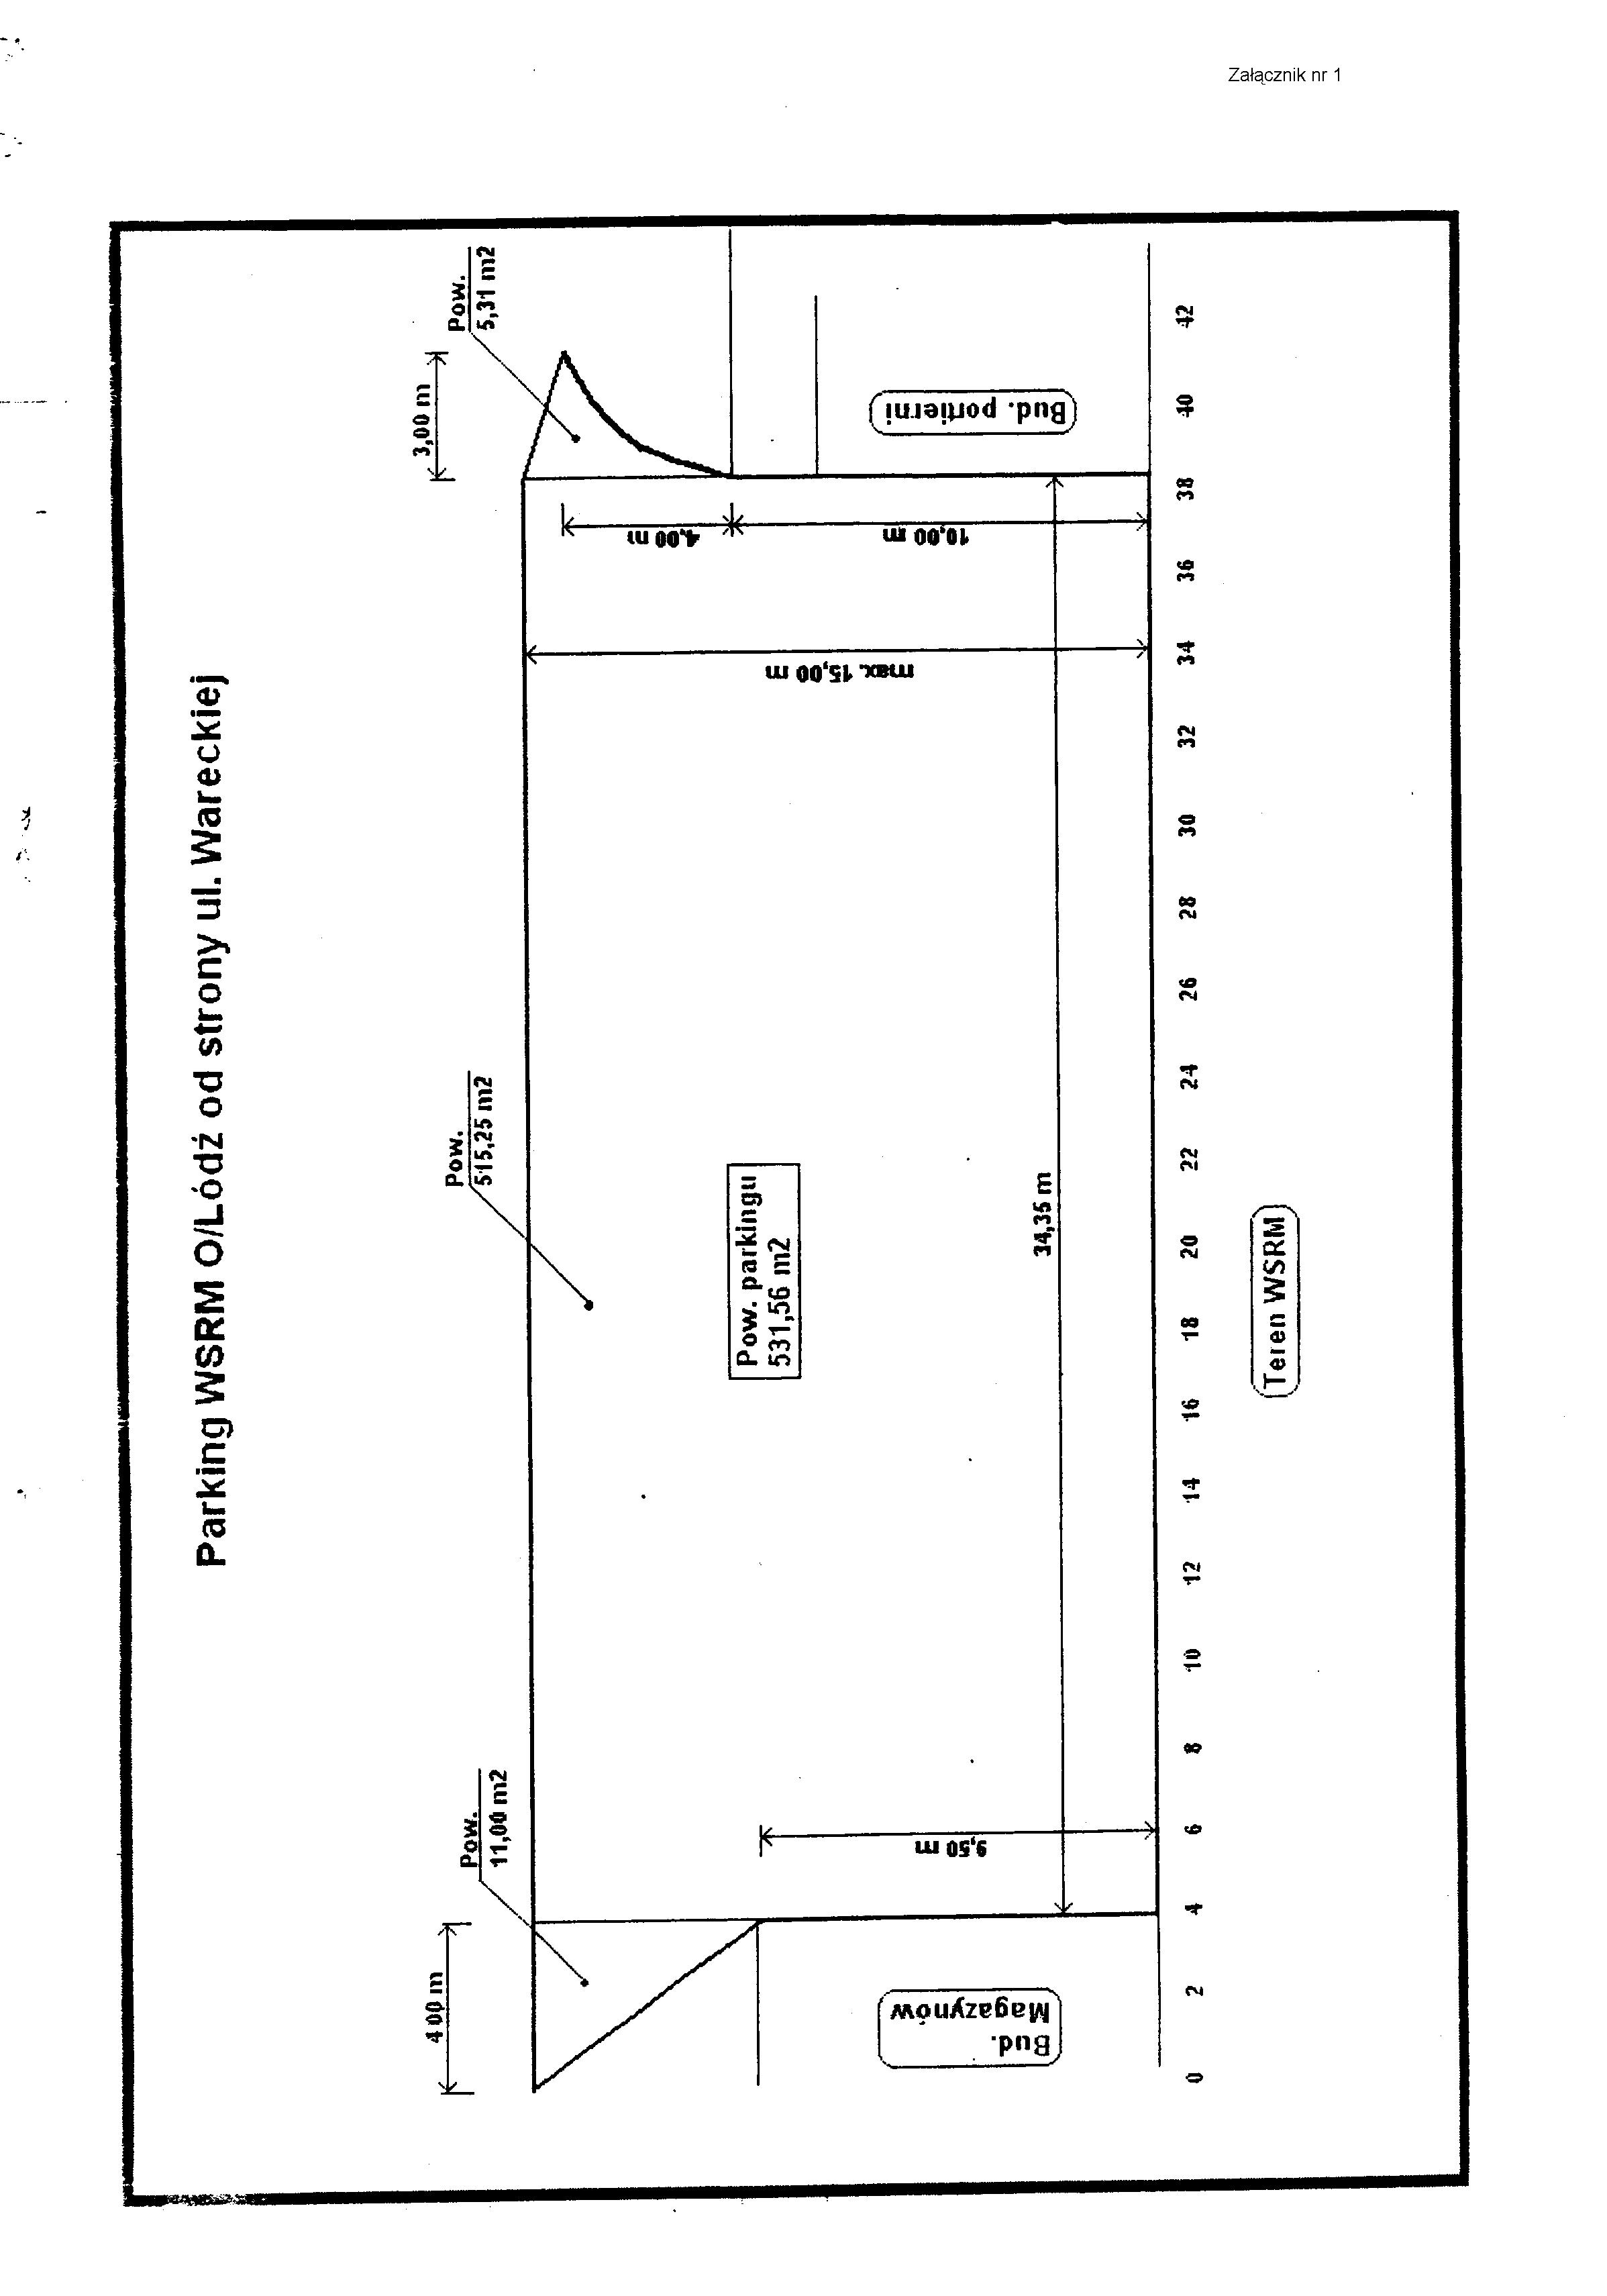 Załącznik nr 1
Parking WSRM O/Łódź od strony ul. Wareckiej
400 m
3,00 m
Pow.
11,00 m2
Pow.
515,25 m2
Pow.
5,31 m2
Pow. parkingu
531,56 m2
max. 15,00 m
4,00 m
10,00 m
9,50 m
34,35 m
Bud.
Magazynów
Bud. portierni
0 2 4 6 8 10 12 14 16 18 20 22 24 26 28 30 32 34 36 38 40 42
Teren WSRM